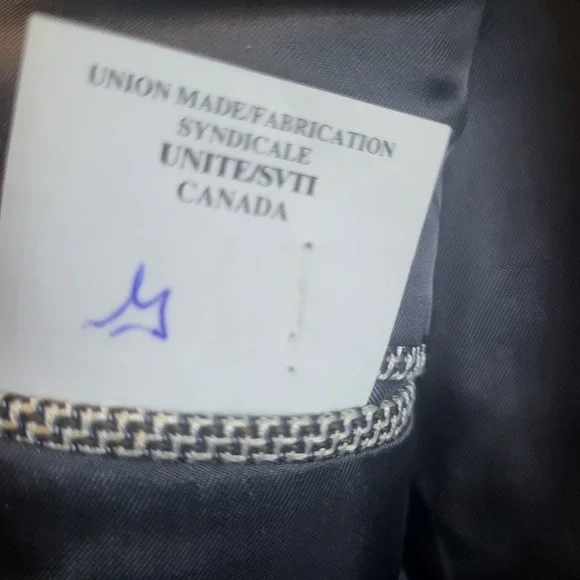 UNION MADE/FABRICATION
SYNDICALE
UNITE/SVTI
CANADA